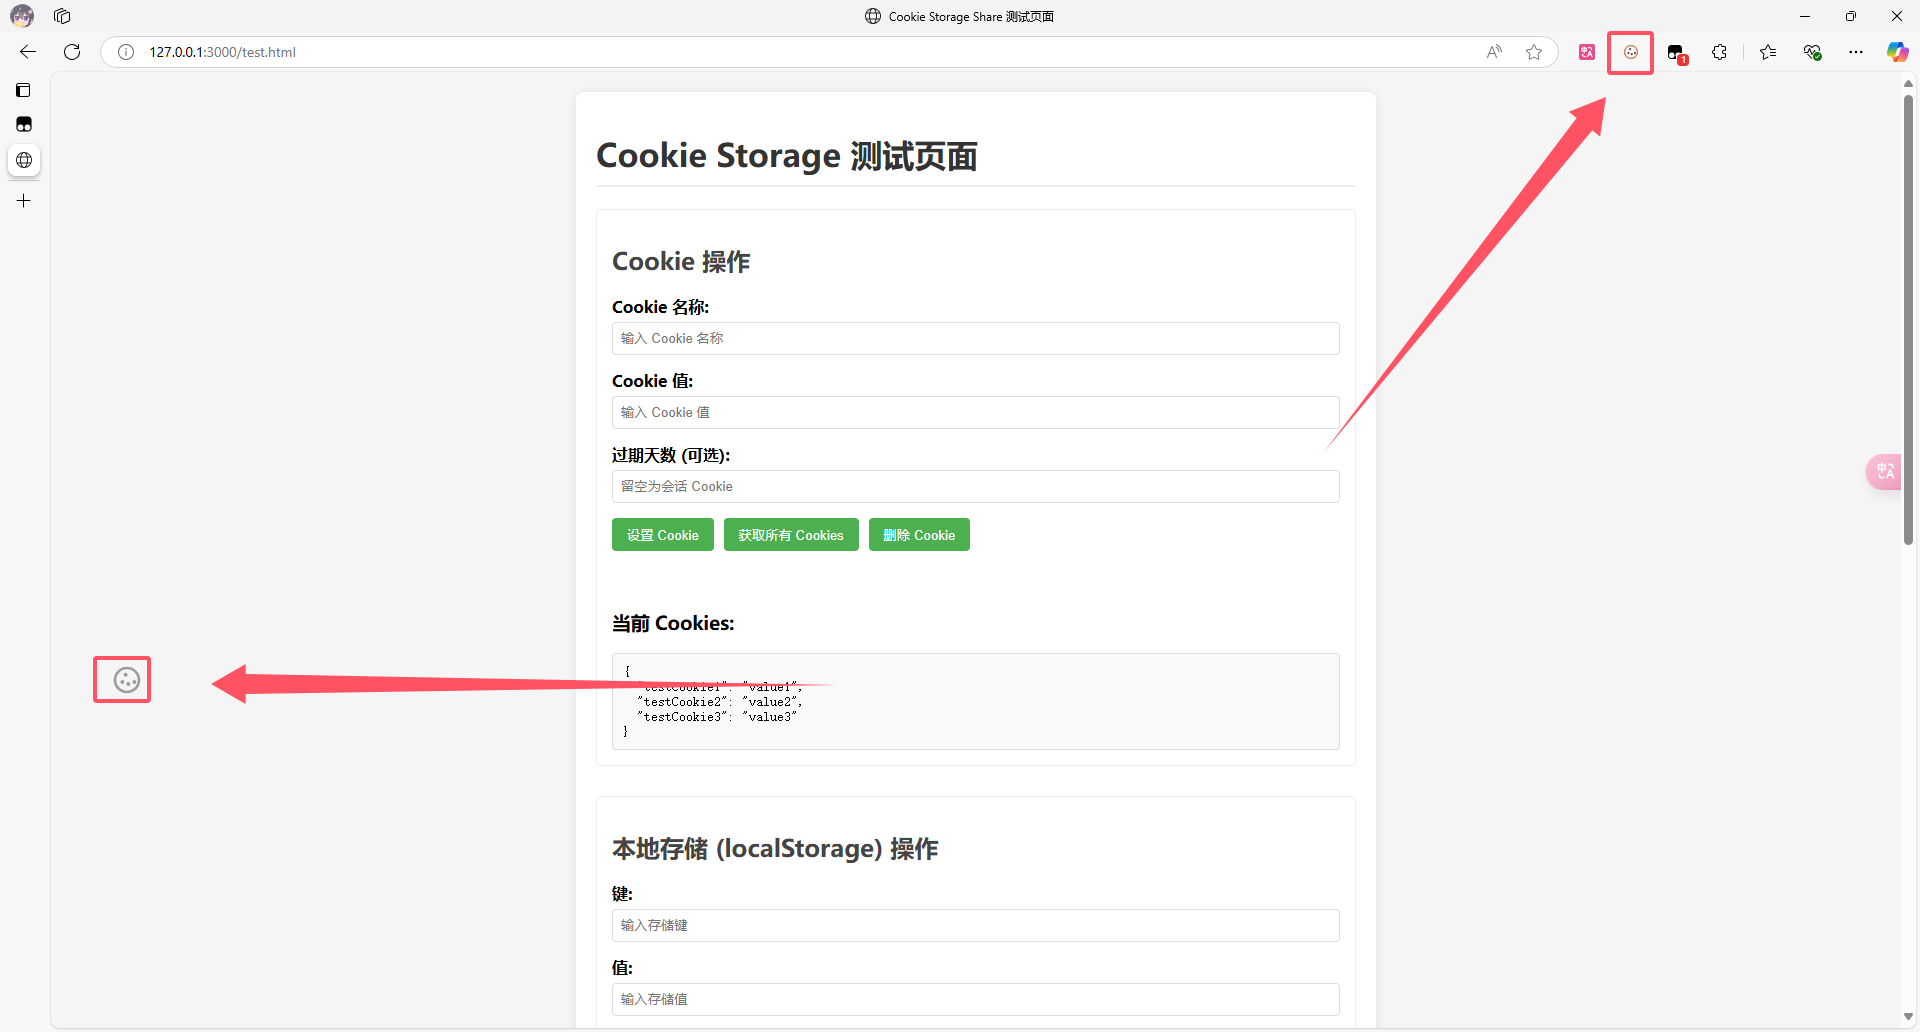 Cookie Storage Share 测试页面
127.0.0.1:3000/test.html
1
Cookie Storage 测试页面
Cookie 操作
Cookie 名称:
输入 Cookie 名称
Cookie 值:
输入 Cookie 值
过期天数 (可选):
留空为会话 Cookie
设置 Cookie
获取所有 Cookies
删除 Cookie
当前 Cookies:
{
"testCookie1": "value1",
"testCookie2": "value2",
"testCookie3": "value3"
}
本地存储 (localStorage) 操作
键:
输入存储键
值:
输入存储值